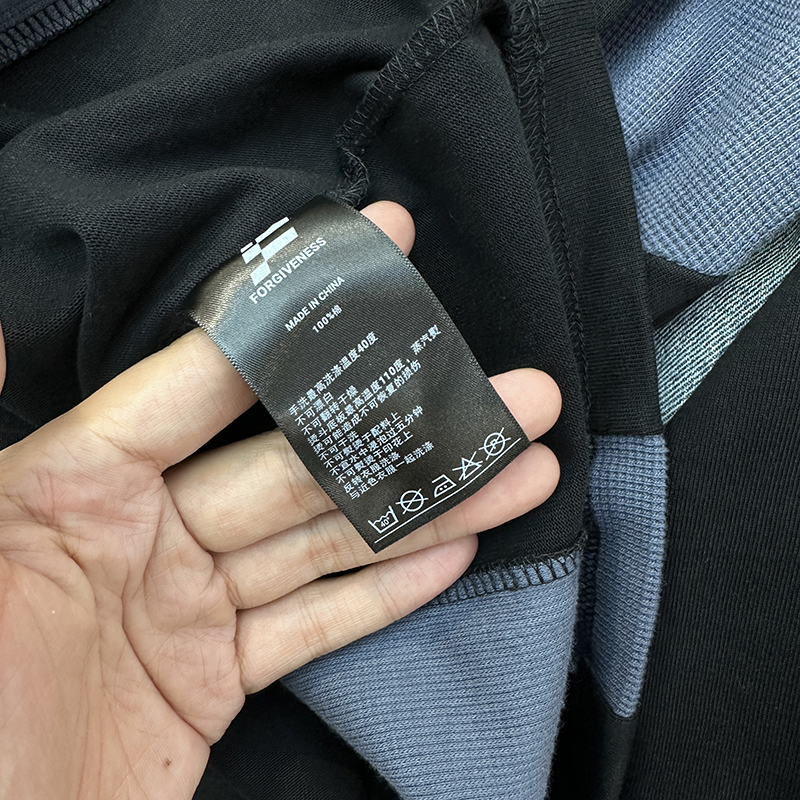 FORGIVENESS
MADE IN CHINA
100%棉
手洗最高洗涤温度40度
不可漂白
不可翻转干燥
熨斗底板最高温度110度，蒸汽熨
烫可能造成不可恢复的损伤
不可干洗
不可熨烫于配料上
不宜水中浸泡过五分钟
不可熨烫于印花上
反转衣服洗涤
与近色衣服一起洗涤
40°